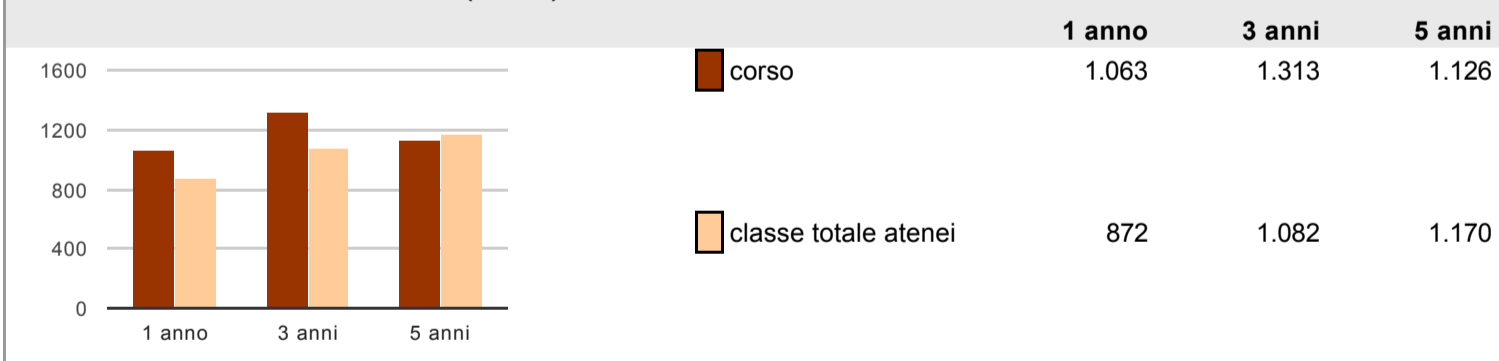 1 anno 3 anni 5 anni
corso 1.063 1.313 1.126
classe totale atenei 872 1.082 1.170
1600
1200
800
400
0
1 anno 3 anni 5 anni